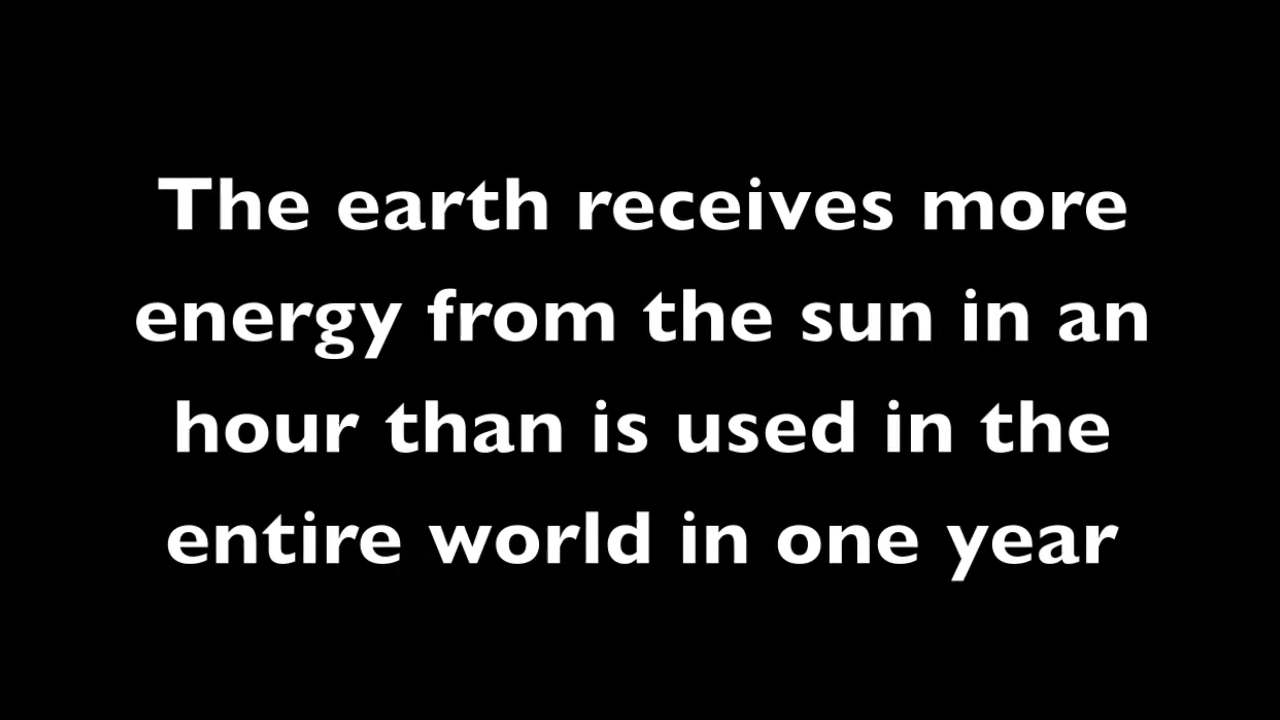 The earth receives more
energy from the sun in an
hour than is used in the
entire world in one year